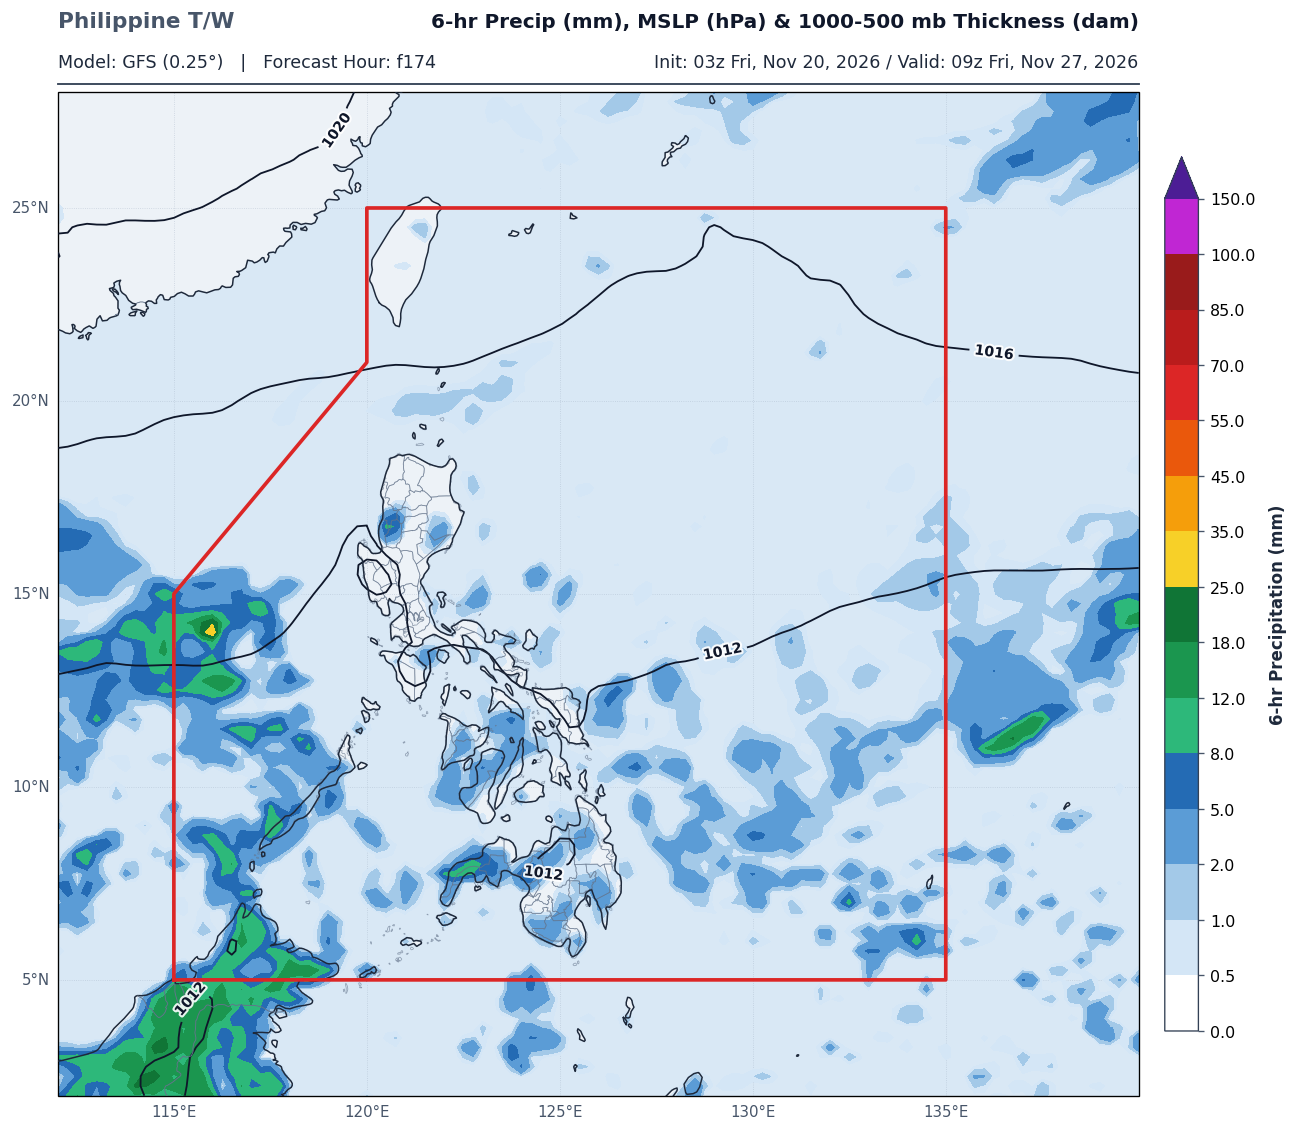 Philippine T/W
6-hr Precip (mm), MSLP (hPa) & 1000-500 mb Thickness (dam)
Model: GFS (0.25°) | Forecast Hour: f174
Init: 03z Fri, Nov 20, 2026 / Valid: 09z Fri, Nov 27, 2026
1020
25°N
20°N
15°N
10°N
5°N
1016
1012
1012
1012
115°E
120°E
125°E
130°E
135°E
150.0
100.0
85.0
70.0
55.0
45.0
35.0
25.0
18.0
12.0
8.0
5.0
2.0
1.0
0.5
0.0
6-hr Precipitation (mm)